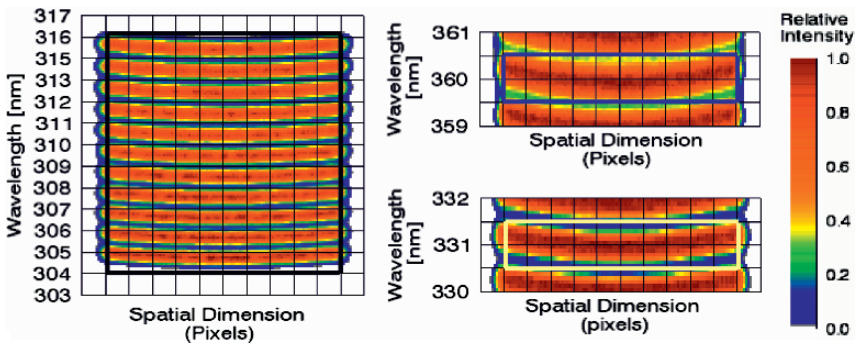 317
316
315
314
313
312
311
310
309
308
307
306
305
304
303
Wavelength [nm]
Spatial Dimension
(Pixels)
361
360
359
Wavelength
[nm]
Spatial Dimension
(Pixels)
332
331
330
Wavelength
[nm]
Spatial Dimension
(pixels)
Relative
Intensity
1.0
0.8
0.6
0.4
0.2
0.0